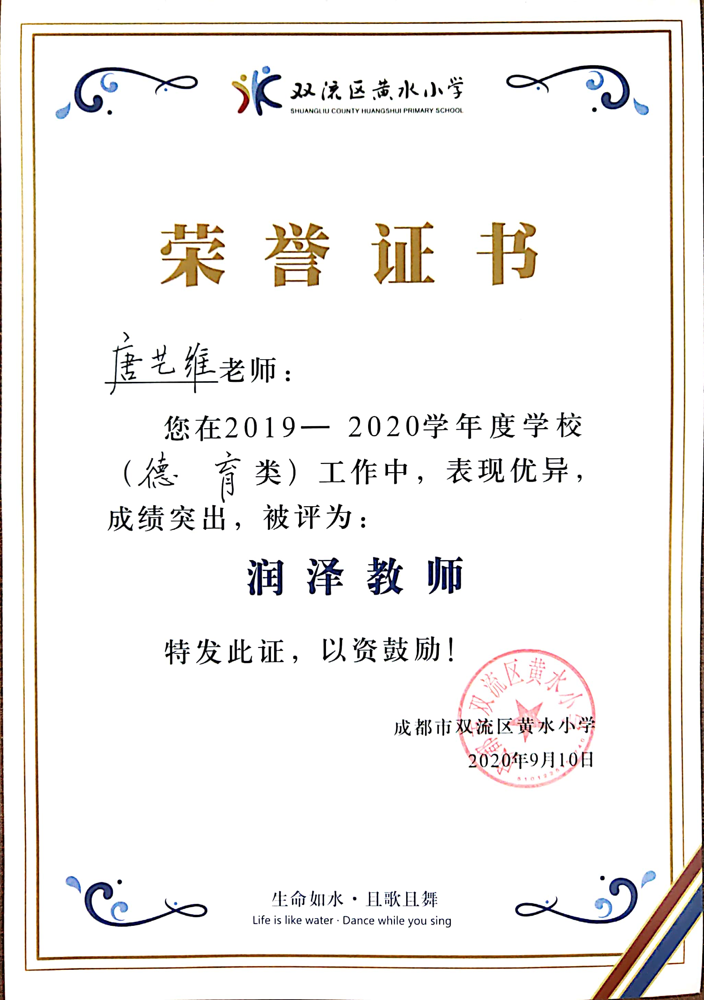 双流区黄水小学
SHUANGLIU COUNTY HUANGSHUI PRIMARY SCHOOL
荣誉证书
唐艺维老师：
您在2019— 2020学年度学校
（德 育 类）工作中，表现优异，
成绩突出，被评为：
润泽教师
特发此证，以资鼓励！
成都市双流区黄水小学
成都市双流区黄水小学
2020年9月10日
生命如水·且歌且舞
Life is like water · Dance while you sing